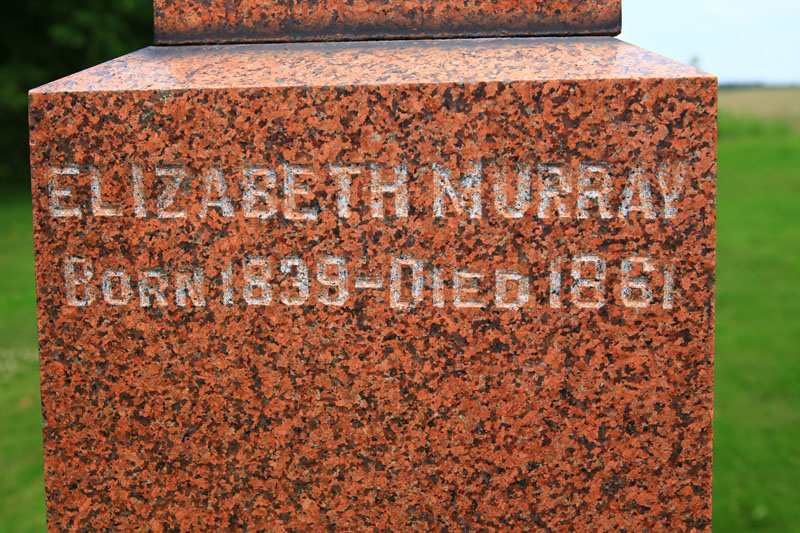 ELIZABETH MURRAY
BORN 1839-DIED 1861